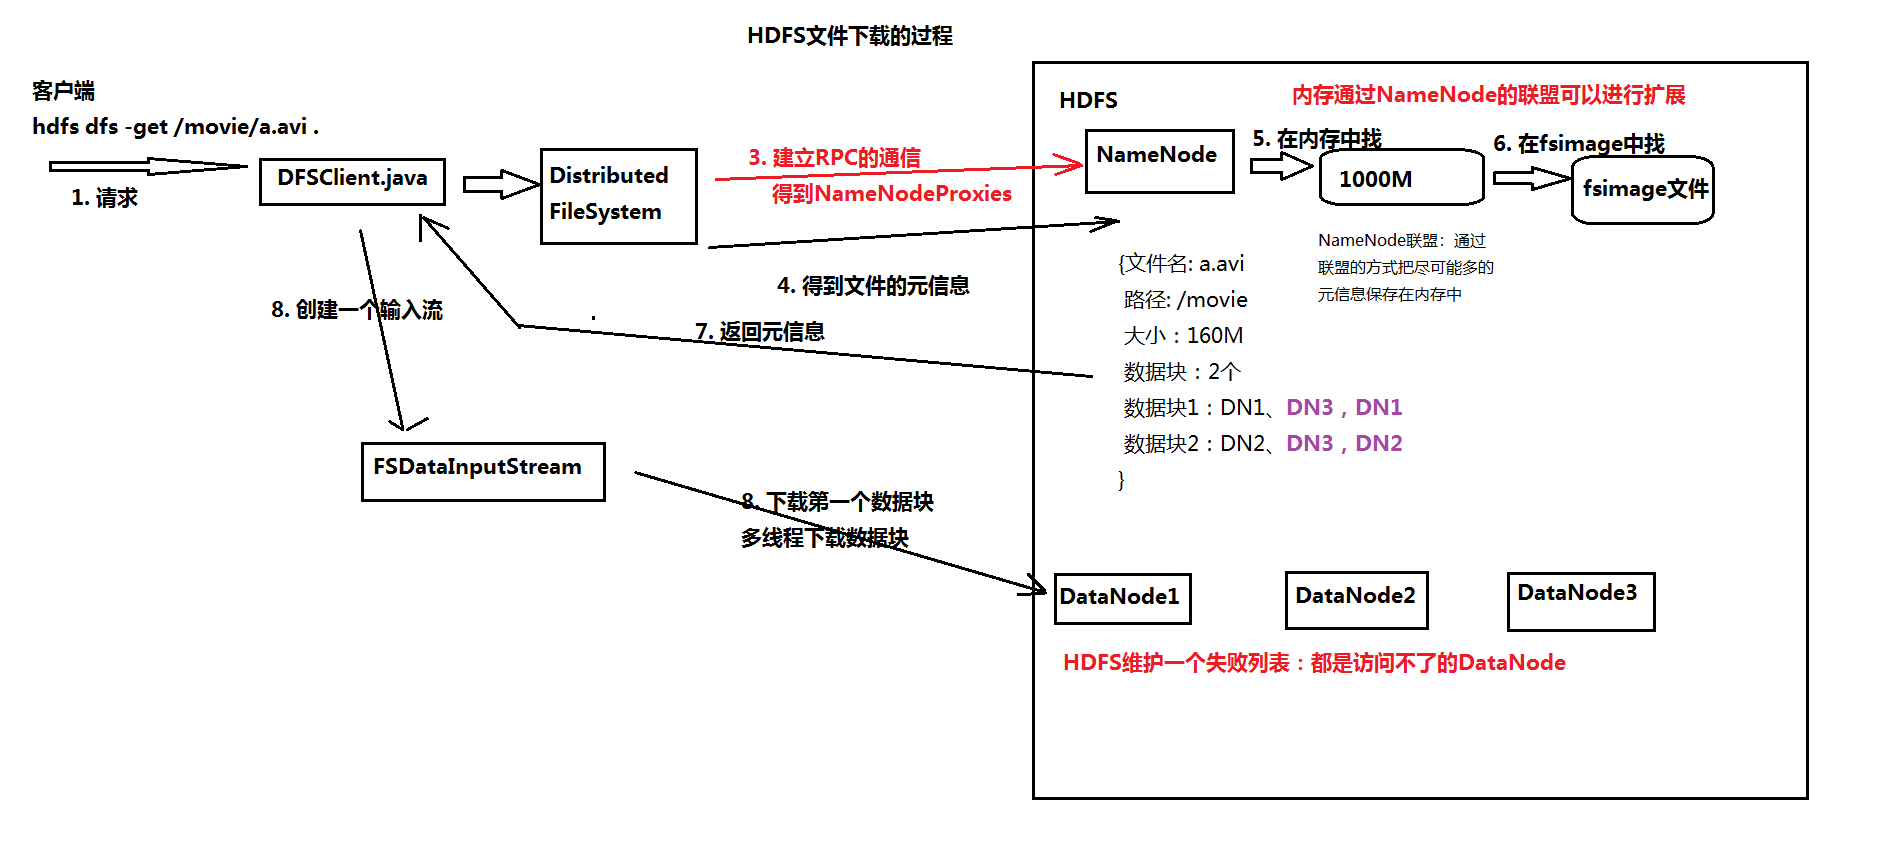 HDFS文件下载的过程
客户端
hdfs dfs -get /movie/a.avi .
1. 请求
DFSClient.java
Distributed
FileSystem
3. 建立RPC的通信
得到NameNodeProxies
4. 得到文件的元信息
HDFS
内存通过NameNode的联盟可以进行扩展
NameNode
5. 在内存中找
1000M
6. 在fsimage中找
fsimage文件
NameNode联盟：通过
联盟的方式把尽可能多的
元信息保存在内存中
{文件名: a.avi
路径: /movie
大小：160M
数据块：2个
数据块1：DN1、DN3，DN1
数据块2：DN2、DN3，DN2
}
7. 返回元信息
8. 创建一个输入流
FSDataInputStream
8. 下载第一个数据块
多线程下载数据块
DataNode1
DataNode2
DataNode3
HDFS维护一个失败列表：都是访问不了的DataNode